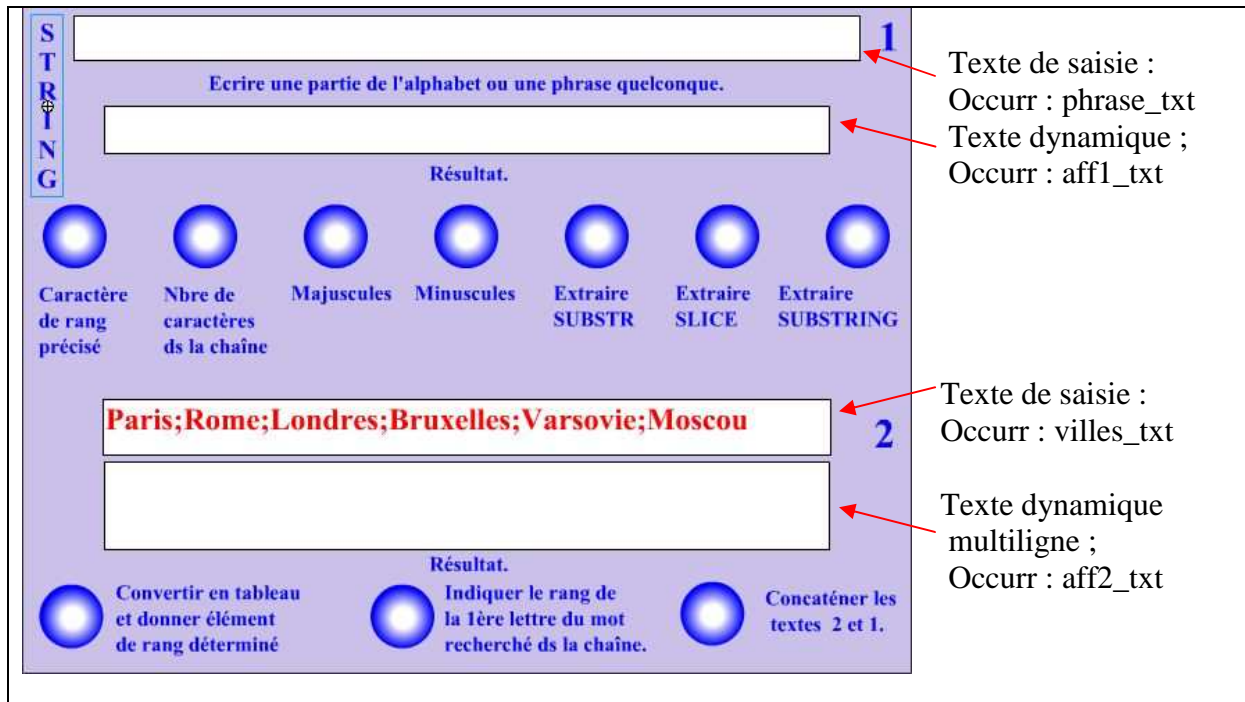 S
T
R
I
N
G
1
Ecrire une partie de l'alphabet ou une phrase quelconque.
Résultat.
Texte de saisie :
Occurr : phrase_txt
Texte dynamique ;
Occurr : aff1_txt
Caractère
de rang
précisé
Nbre de
caractères
ds la chaîne
Majuscules
Minuscules
Extraire
SUBSTR
Extraire
SLICE
Extraire
SUBSTRING
Paris;Rome;Londres;Bruxelles;Varsovie;Moscou
2
Texte de saisie :
Occurr : villes_txt
Texte dynamique
multiligne ;
Occurr : aff2_txt
Résultat.
Convertir en tableau
et donner élément
de rang déterminé
Indiquer le rang de
la 1ère lettre du mot
recherché ds la chaîne.
Concaténer les
textes 2 et 1.